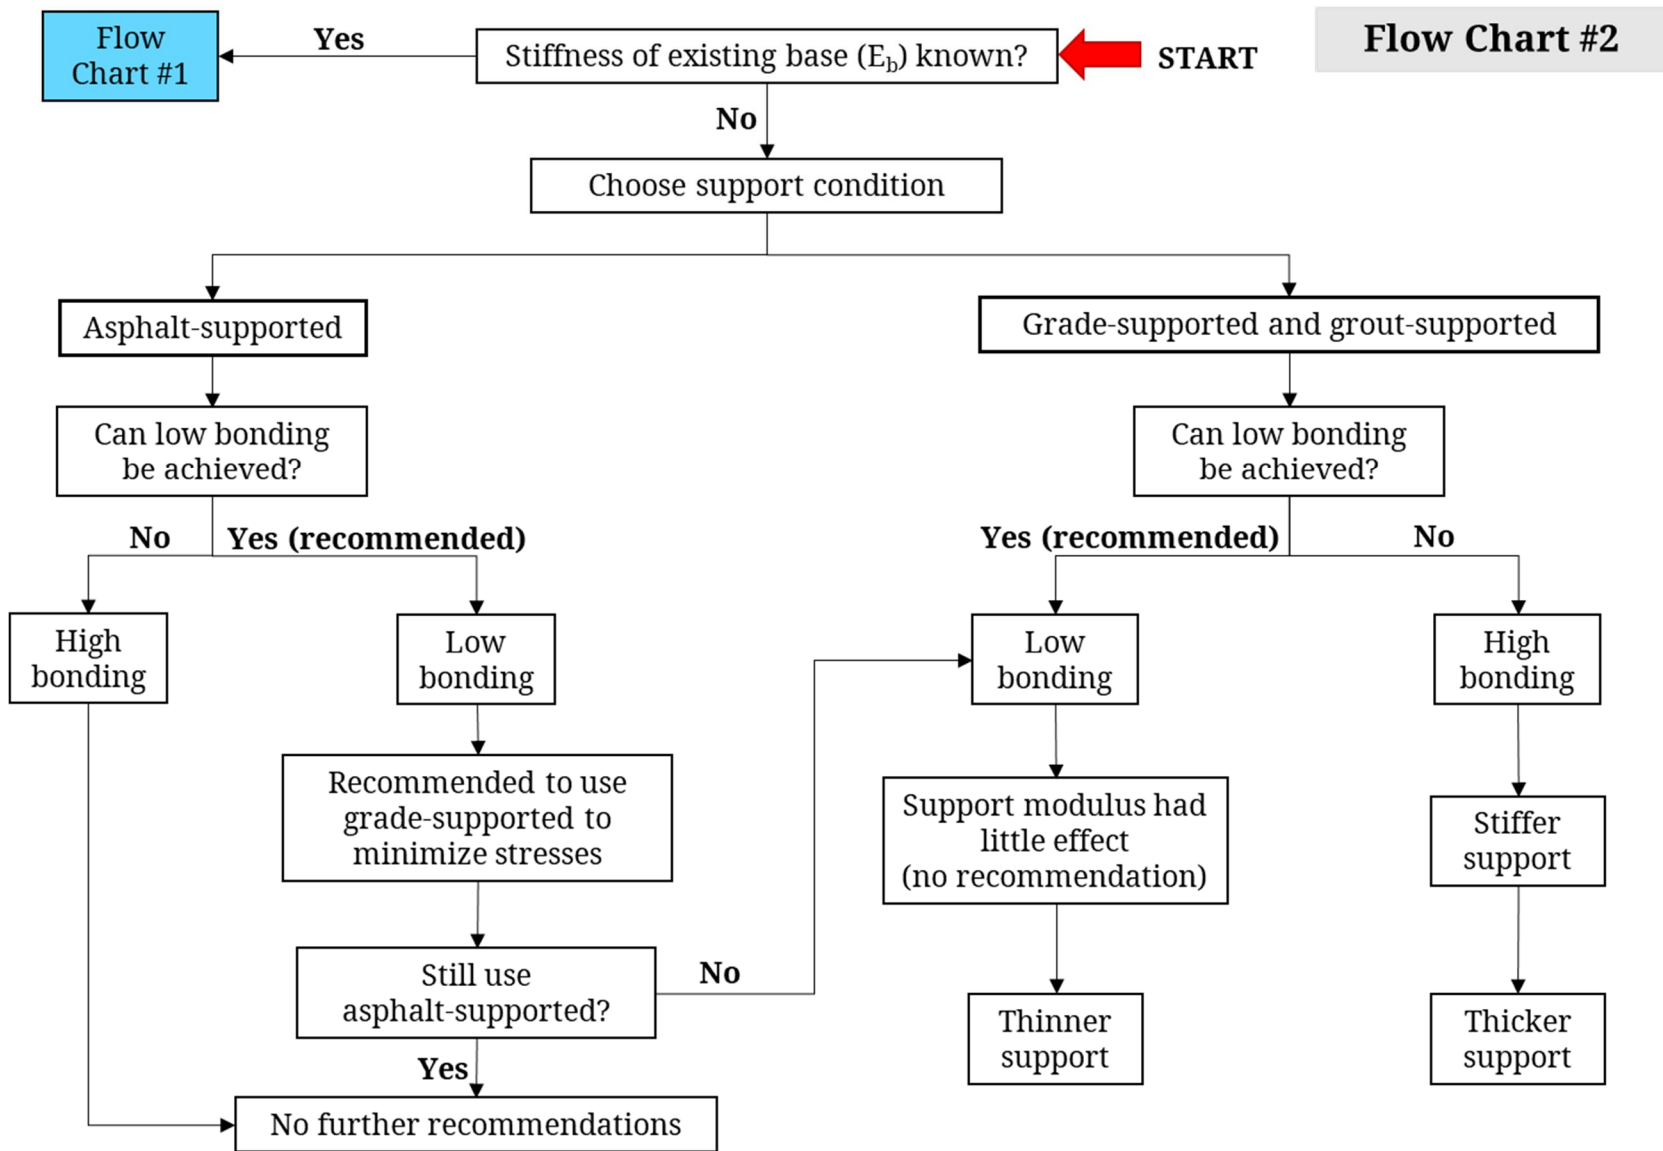 Flow Chart #2
Flow
Chart #1
Yes
Stiffness of existing base (E_b) known?
START
No
Choose support condition
Asphalt-supported
Grade-supported and grout-supported
Can low bonding
be achieved?
Can low bonding
be achieved?
No
Yes (recommended)
Yes (recommended)
No
High
bonding
Low
bonding
Low
bonding
High
bonding
Recommended to use
grade-supported to
minimize stresses
Support modulus had
little effect
(no recommendation)
Stiffer
support
Still use
asphalt-supported?
No
Thinner
support
Thicker
support
Yes
No further recommendations